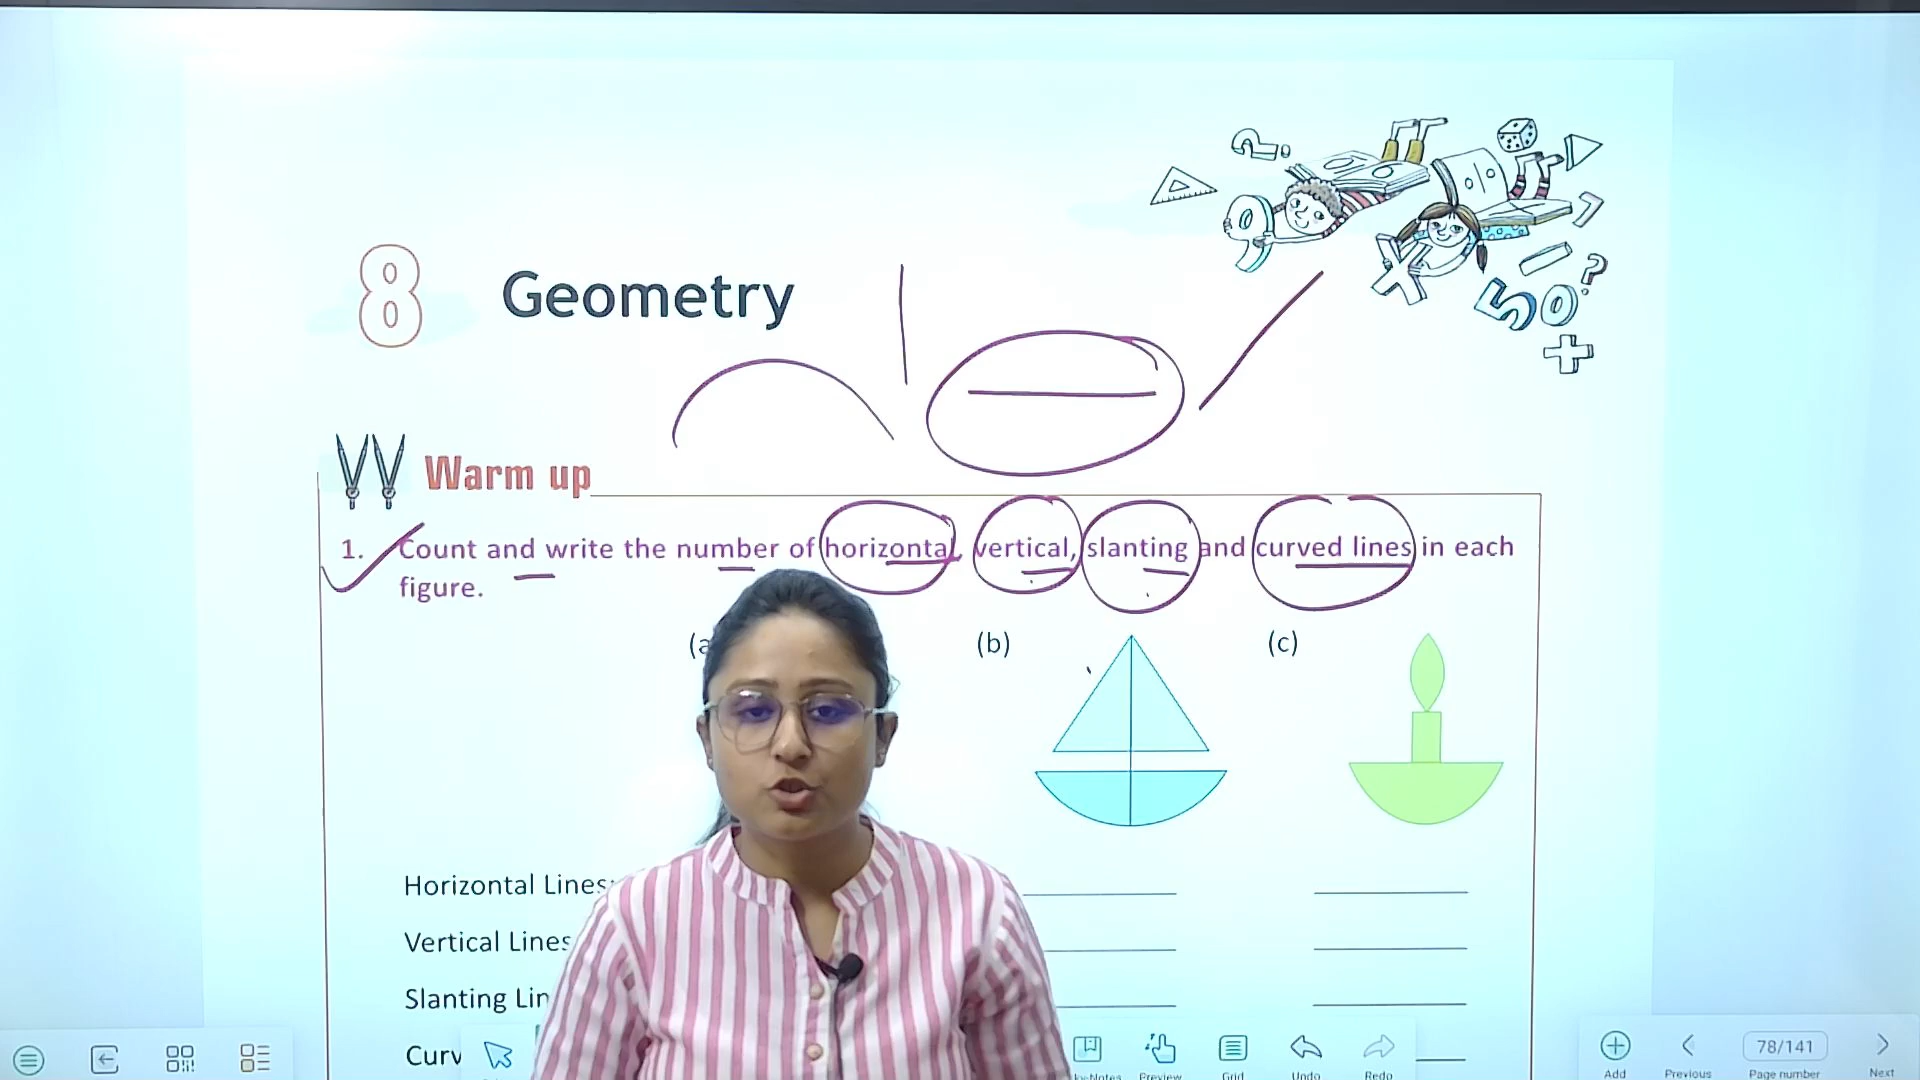 8 Geometry
Warm up
1. Count and write the number of horizontal, vertical, slanting and curved lines in each
figure.
(b) (c)
Horizontal Lines:
Vertical Lines
Slanting
Add Previous 78/141 Page number Next
Preview Grid Undo Redo